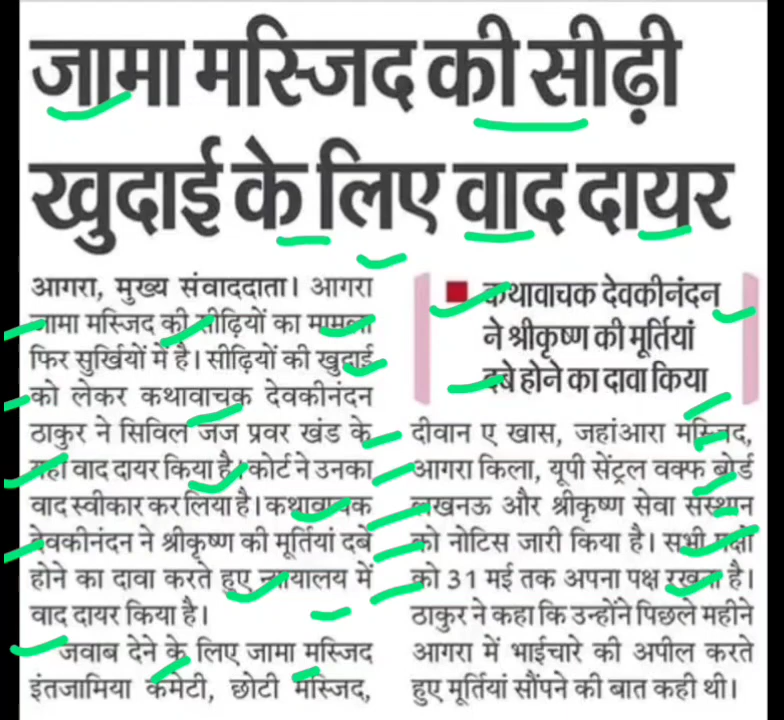 जामा मस्जिद की सीढ़ी
खुदाई के लिए वाद दायर
आगरा, मुख्य संवाददाता। आगरा
जामा मस्जिद की सीढ़ियों का मामला
फिर सुर्खियों में है। सीढ़ियों की खुदाई
को लेकर कथावाचक देवकीनंदन
ठाकुर ने सिविल जज प्रवर खंड के
यहां वाद दायर किया है। कोर्ट ने उनका
वाद स्वीकार कर लिया है। कथावाचक
देवकीनंदन ने श्रीकृष्ण की मूर्तियां दबे
होने का दावा करते हुए न्यायालय में
वाद दायर किया है।
जवाब देने के लिए जामा मस्जिद
इंतजामिया कमेटी, छोटी मस्जिद,
कथावाचक देवकीनंदन
ने श्रीकृष्ण की मूर्तियां
दबे होने का दावा किया
दीवान ए खास, जहांआरा मस्जिद,
आगरा किला, यूपी सेंट्रल वक्फ बोर्ड
लखनऊ और श्रीकृष्ण सेवा संस्थान
को नोटिस जारी किया है। सभी पक्षों
को 31 मई तक अपना पक्ष रखना है।
ठाकुर ने कहा कि उन्होंने पिछले महीने
आगरा में भाईचारे की अपील करते
हुए मूर्तियां सौंपने की बात कही थी।